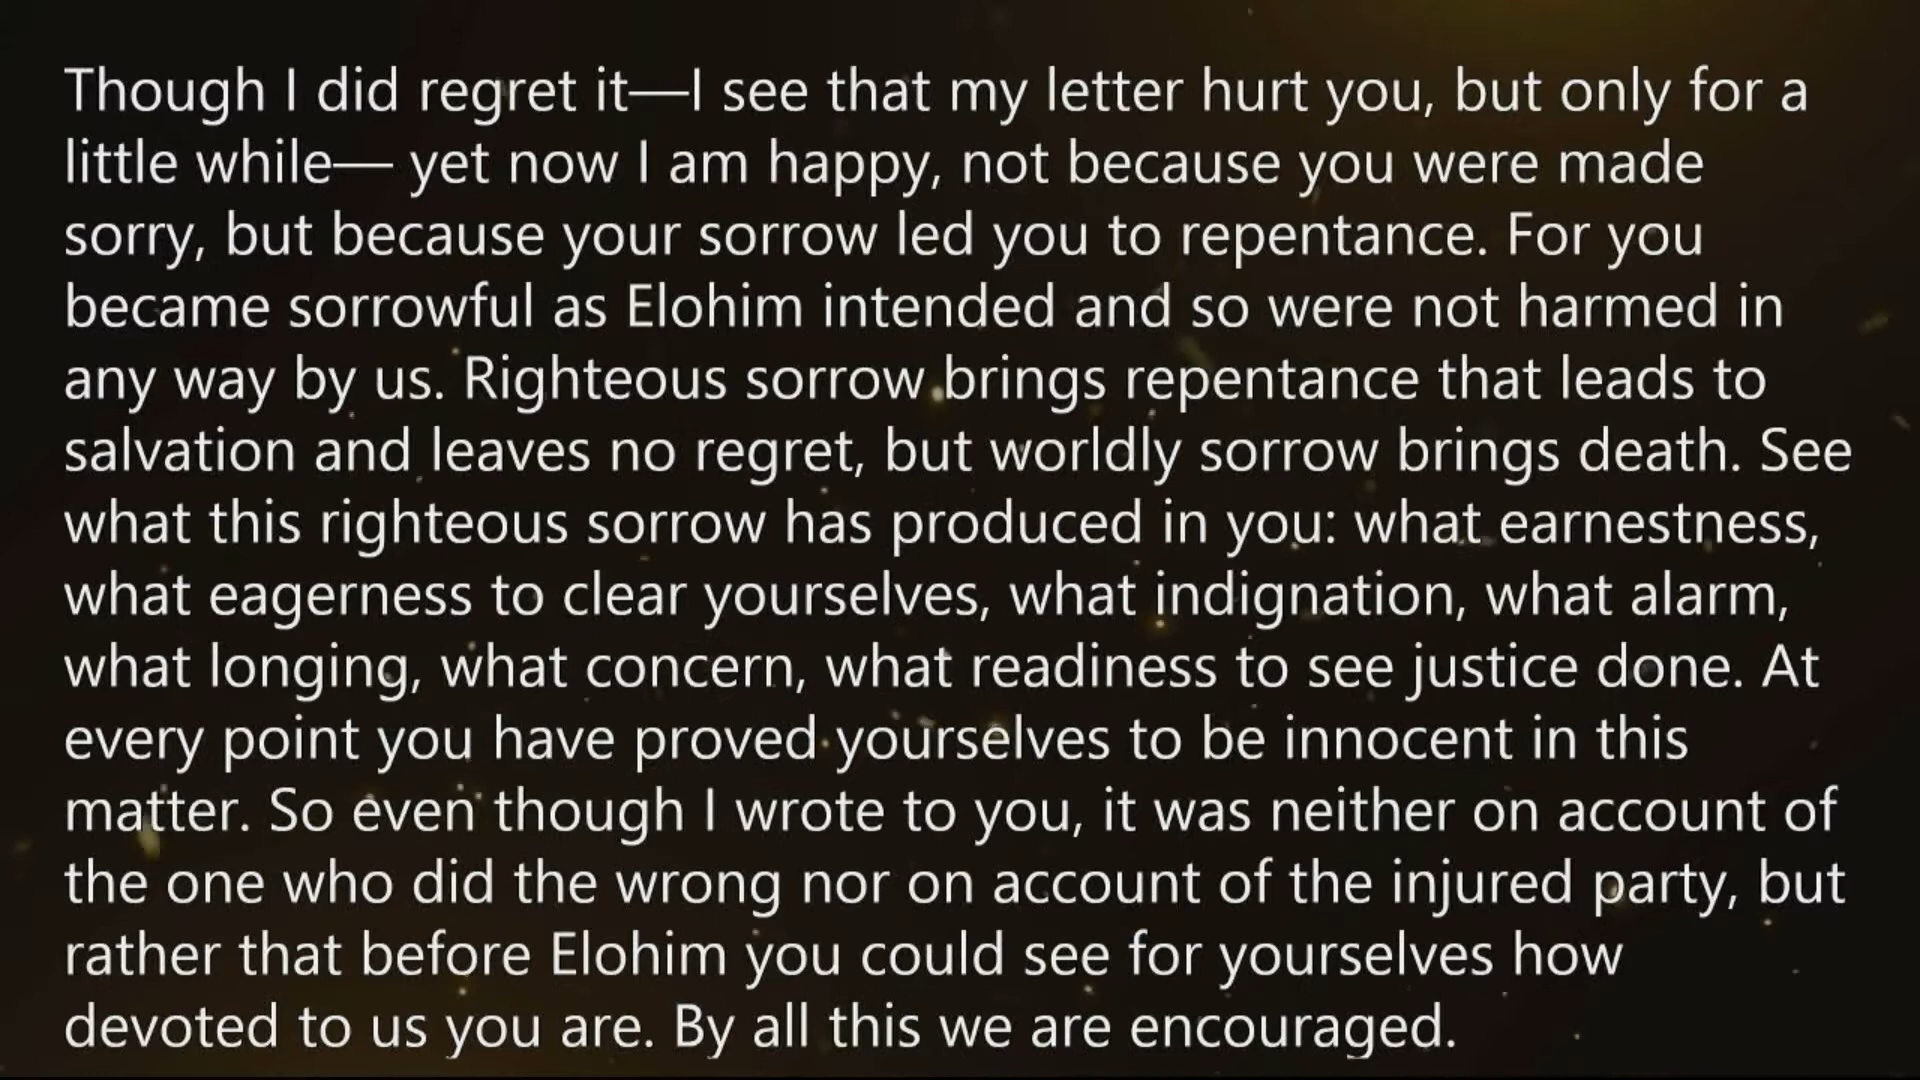 Though I did regret it—I see that my letter hurt you, but only for a
little while— yet now I am happy, not because you were made
sorry, but because your sorrow led you to repentance. For you
became sorrowful as Elohim intended and so were not harmed in
any way by us. Righteous sorrow brings repentance that leads to
salvation and leaves no regret, but worldly sorrow brings death. See
what this righteous sorrow has produced in you: what earnestness,
what eagerness to clear yourselves, what indignation, what alarm,
what longing, what concern, what readiness to see justice done. At
every point you have proved yourselves to be innocent in this
matter. So even though I wrote to you, it was neither on account of
the one who did the wrong nor on account of the injured party, but
rather that before Elohim you could see for yourselves how
devoted to us you are. By all this we are encouraged.